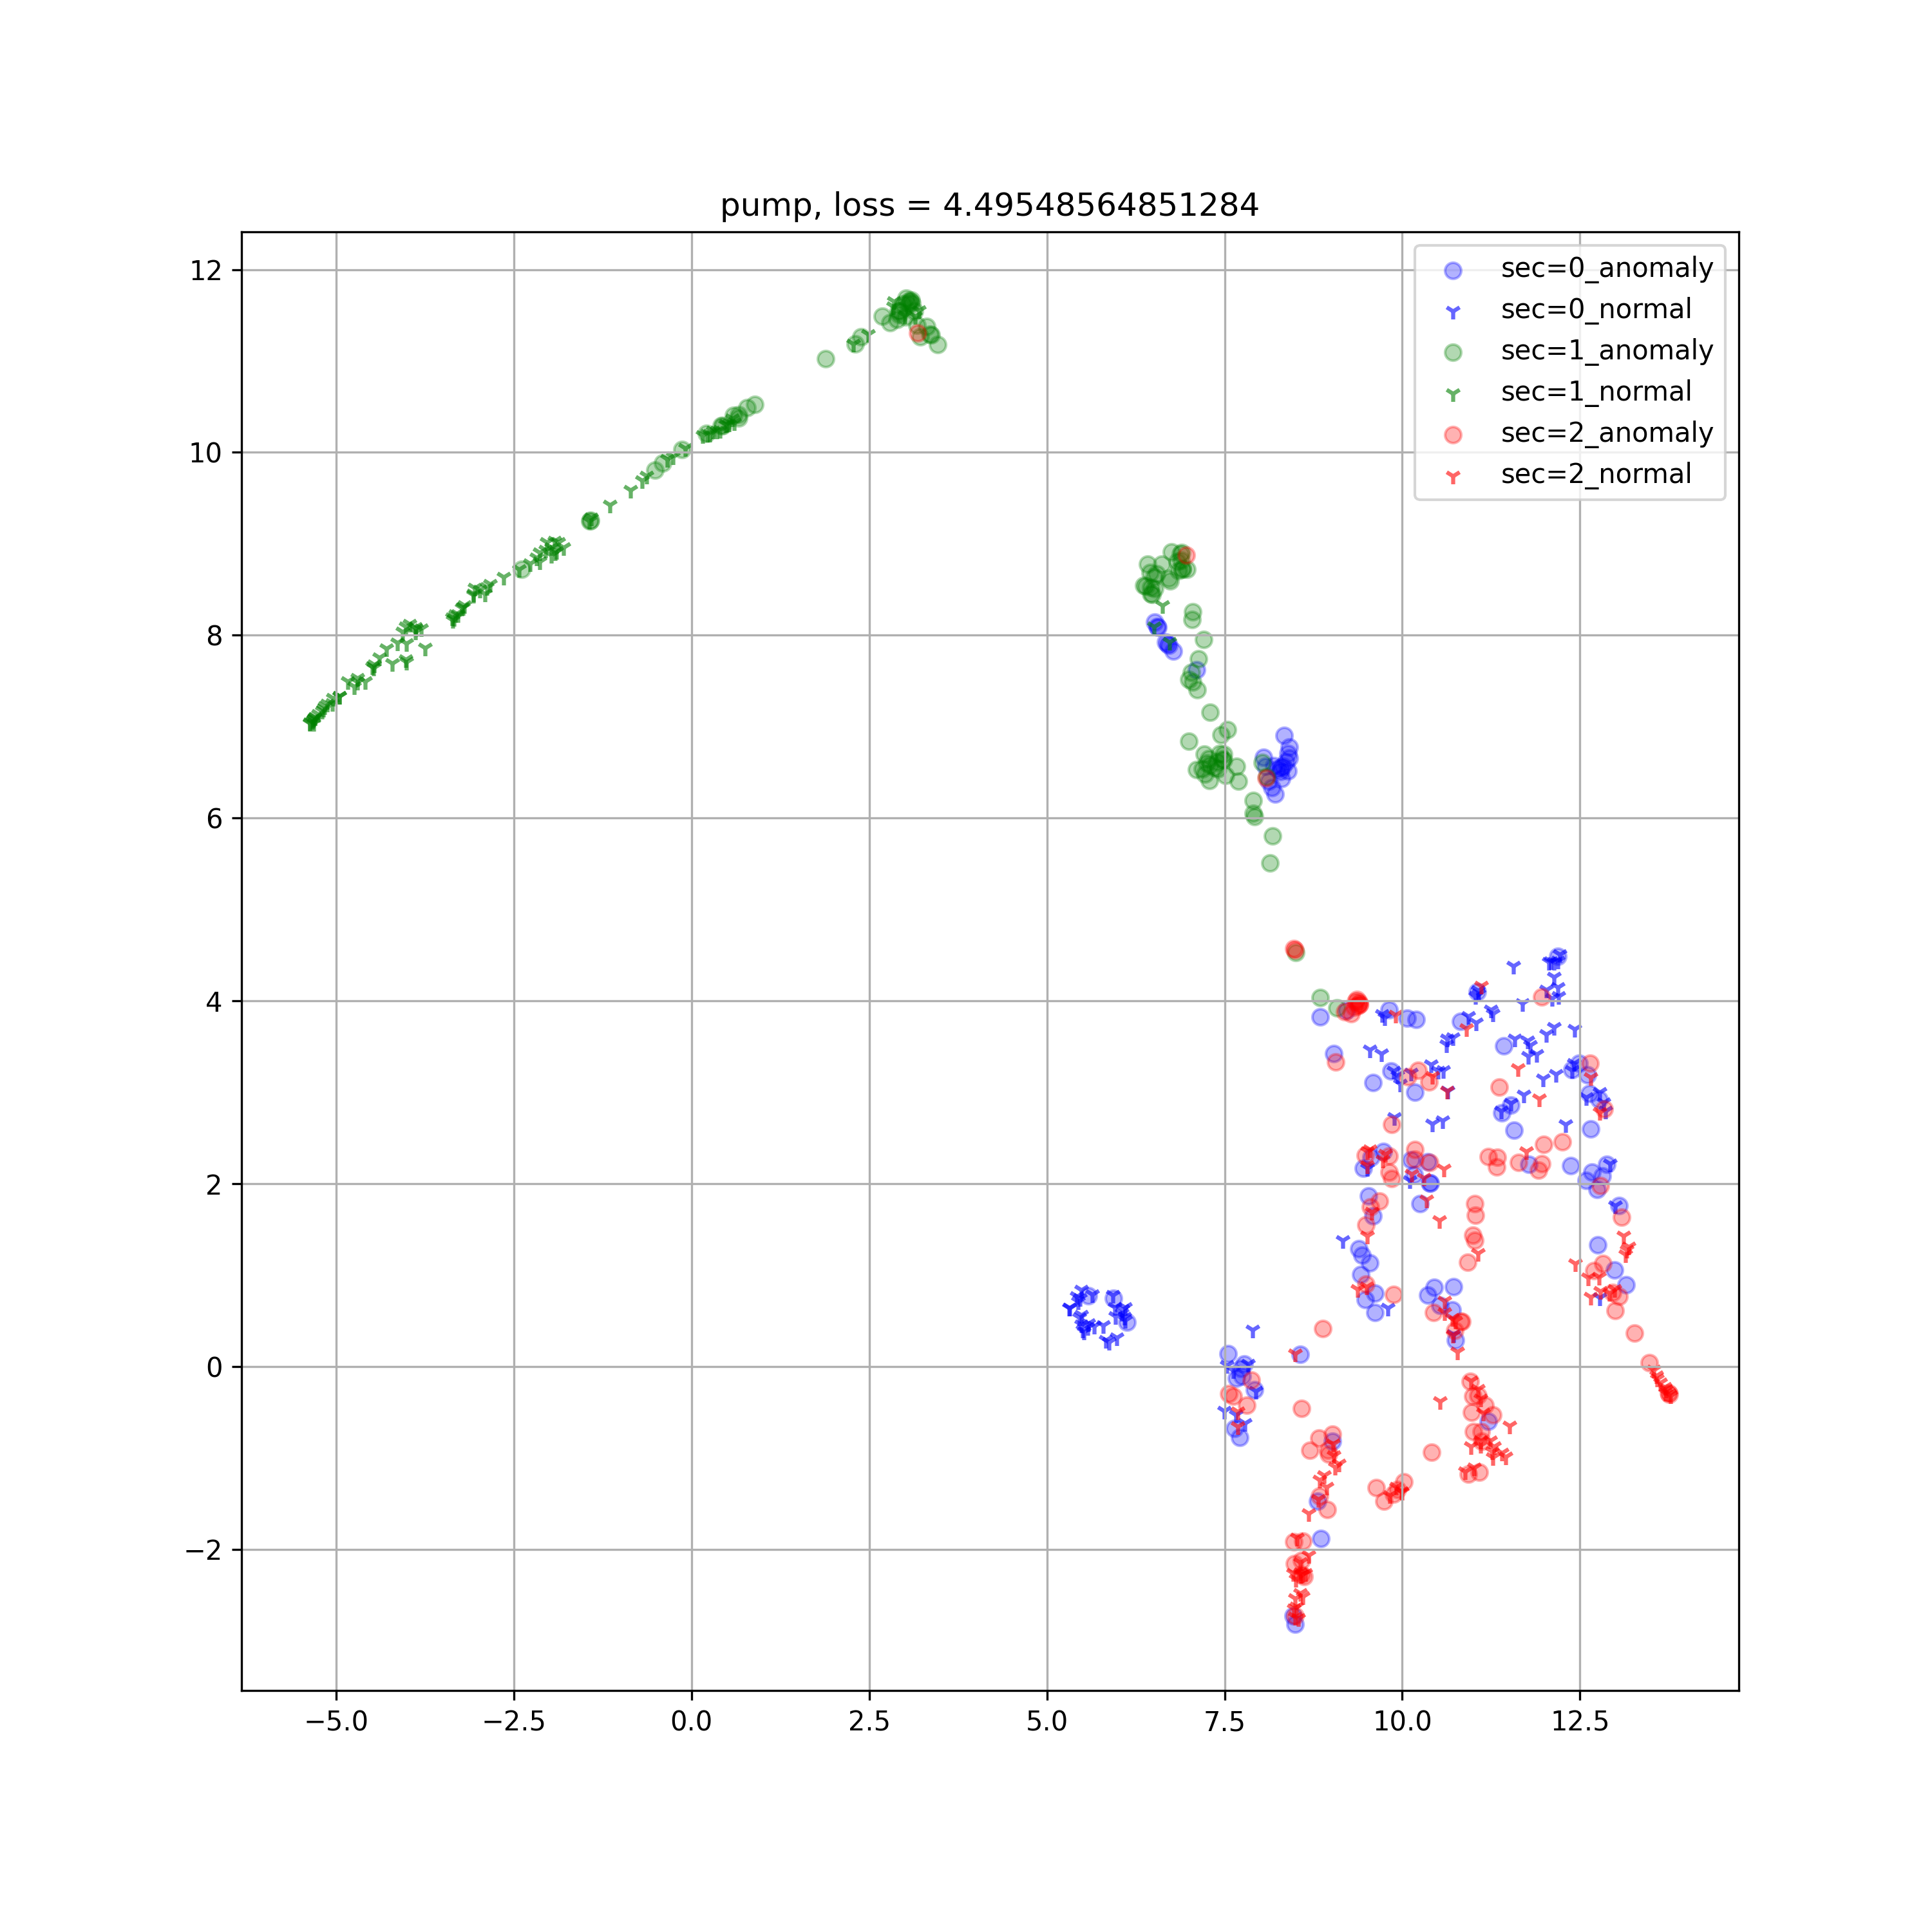 pump, loss = 4.49548564851284
12
10
8
6
4
2
0
−2
−5.0
−2.5
0.0
2.5
5.0
7.5
10.0
12.5
sec=0_anomaly
sec=0_normal
sec=1_anomaly
sec=1_normal
sec=2_anomaly
sec=2_normal